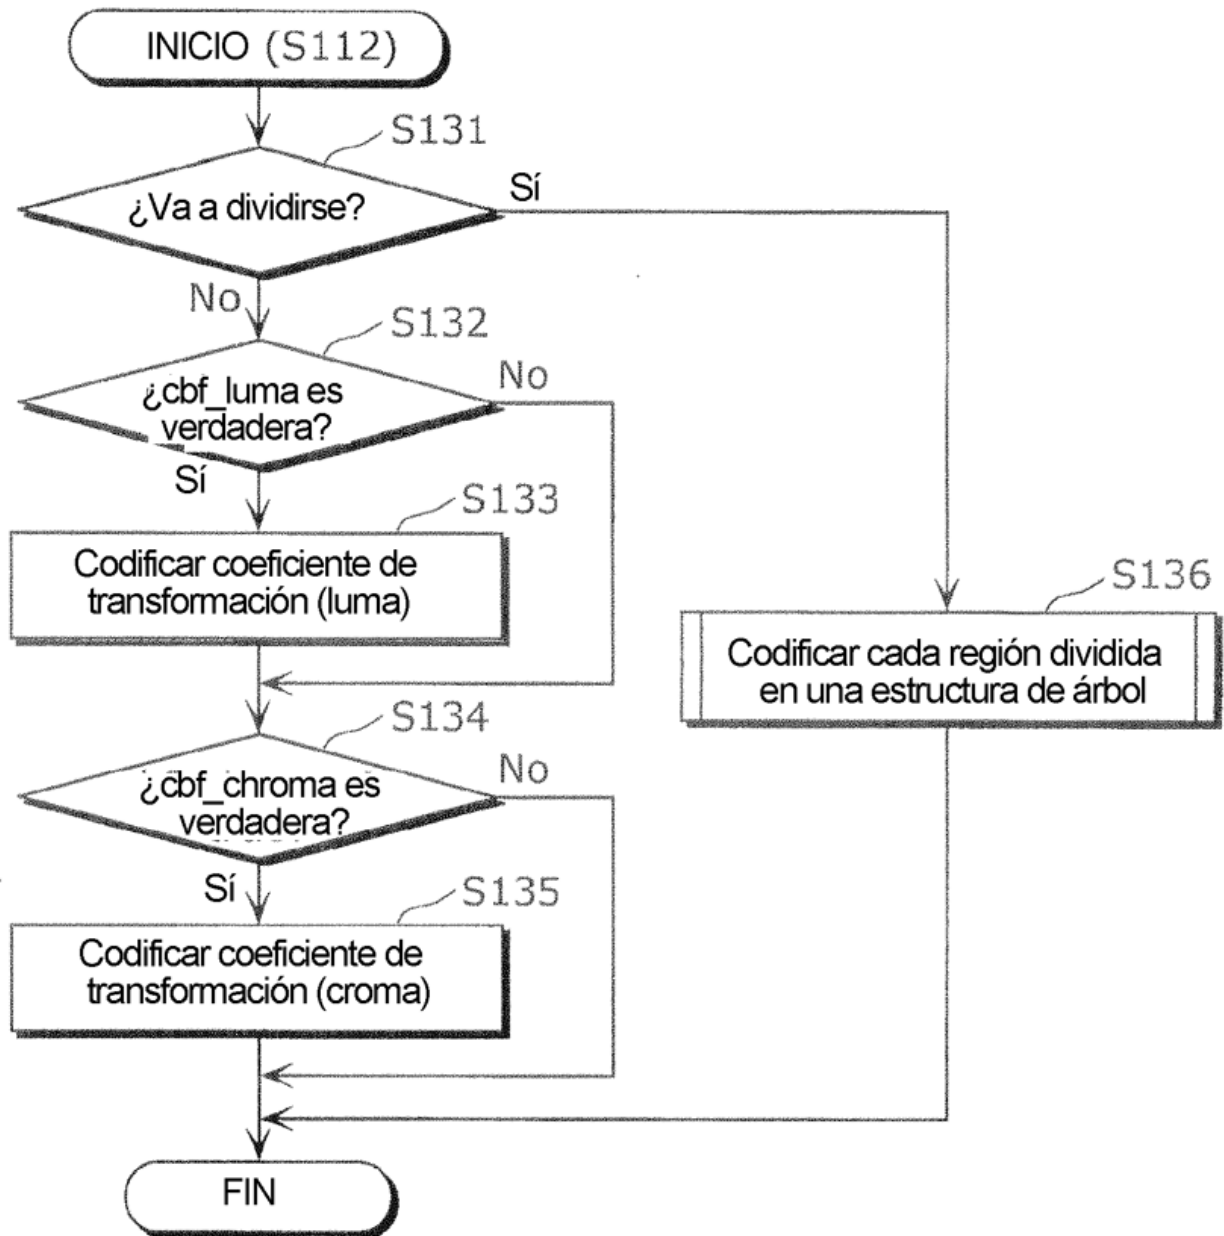 INICIO (S112)
S131
¿Va a dividirse?
Sí
No
S132
¿cbf_luma es
verdadera?
No
Sí
S133
Codificar coeficiente de
transformación (luma)
S136
Codificar cada región dividida
en una estructura de árbol
S134
¿cbf_chroma es
verdadera?
No
Sí
S135
Codificar coeficiente de
transformación (croma)
FIN